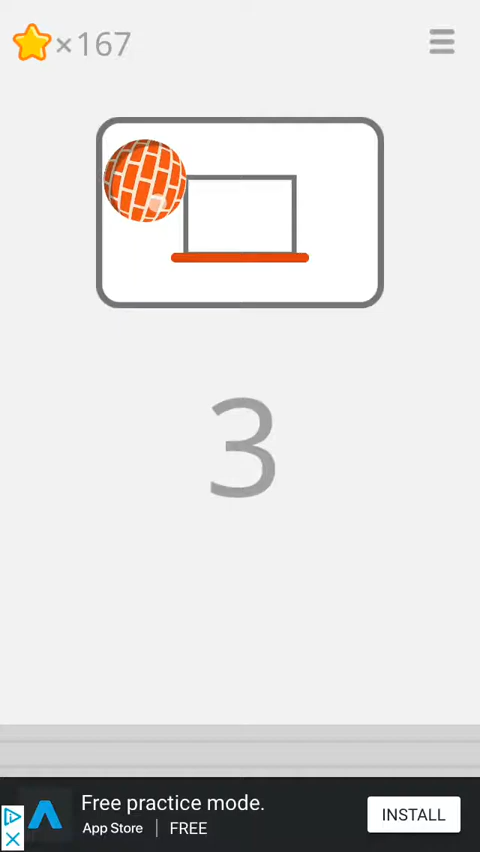 ×167
3
Free practice mode.
App Store | FREE
INSTALL